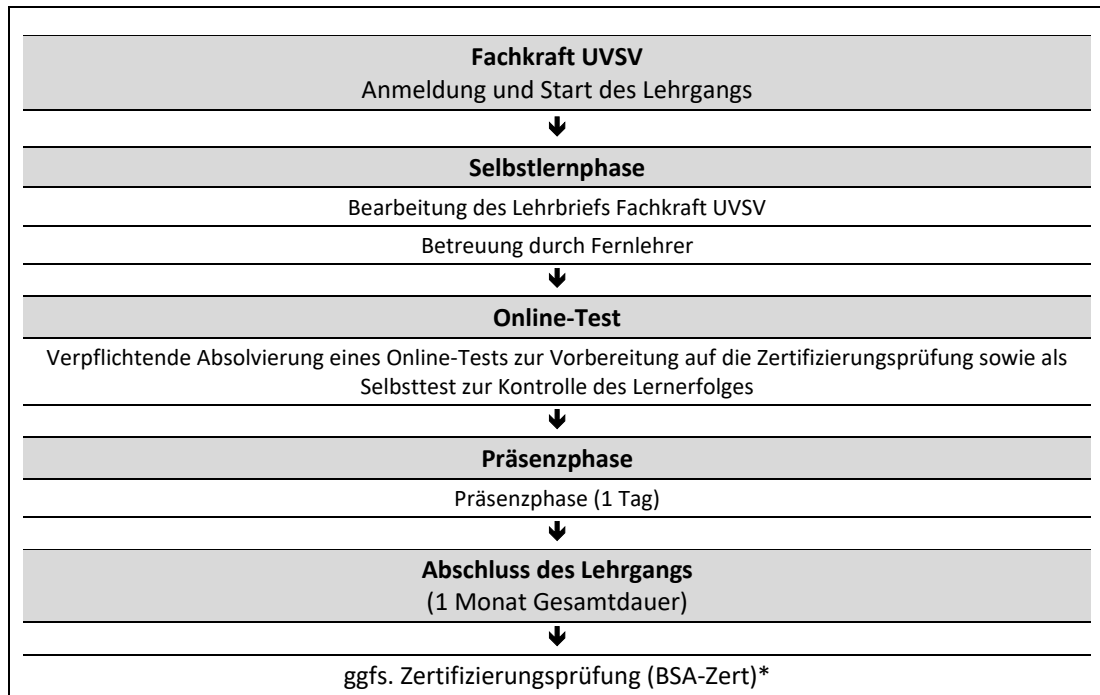 Fachkraft UVSV
Anmeldung und Start des Lehrgangs
Selbstlernphase
Bearbeitung des Lehrbriefs Fachkraft UVSV
Betreuung durch Fernlehrer
Online-Test
Verpflichtende Absolvierung eines Online-Tests zur Vorbereitung auf die Zertifizierungsprüfung sowie als
Selbsttest zur Kontrolle des Lernerfolges
Präsenzphase
Präsenzphase (1 Tag)
Abschluss des Lehrgangs
(1 Monat Gesamtdauer)
ggfs. Zertifizierungsprüfung (BSA-Zert)*